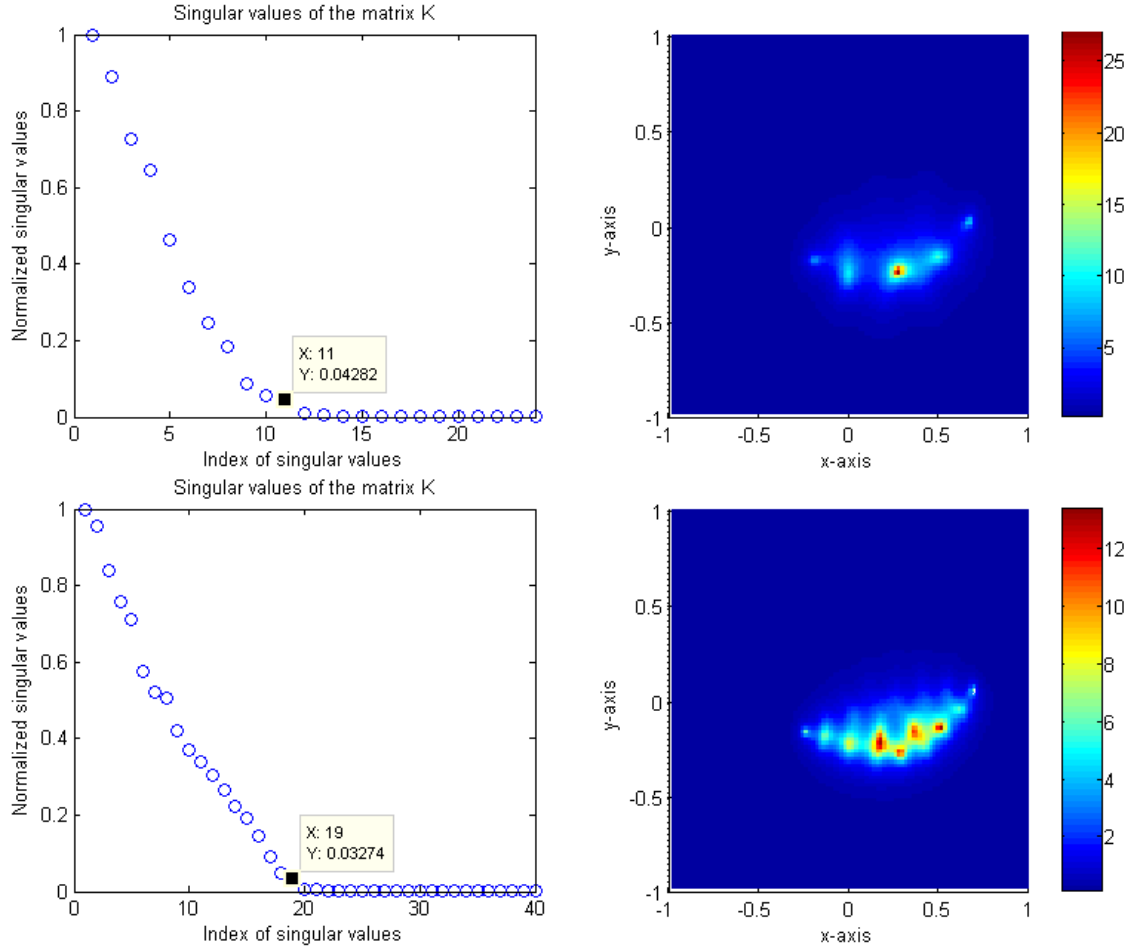 Singular values of the matrix K
Normalized singular values
1
0.8
0.6
0.4
0.2
0
X: 11
Y: 0.04282
0 5 10 15 20
Index of singular values
y-axis
1
0.5
0
-0.5
-1
-1 -0.5 0 0.5 1
x-axis
25
20
15
10
5
Singular values of the matrix K
Normalized singular values
1
0.8
0.6
0.4
0.2
0
X: 19
Y: 0.03274
0 10 20 30 40
Index of singular values
y-axis
1
0.5
0
-0.5
-1
-1 -0.5 0 0.5 1
x-axis
12
10
8
6
4
2